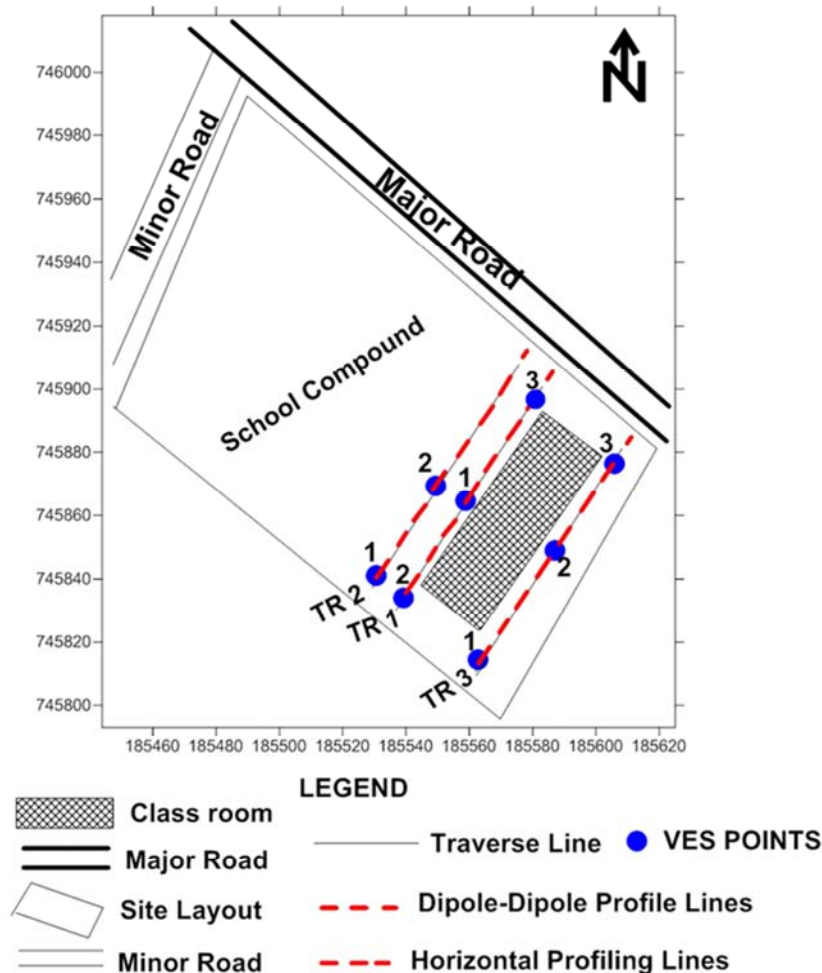 N
746000
745980
745960
745940
745920
745900
745880
745860
745840
745820
745800
Minor Road
Major Road
School Compound
3
3
2
1
1
2
2
1
TR 2
TR 1
TR 3
185460 185480 185500 185520 185540 185560 185580 185600 185620
LEGEND
Class room
Major Road
Site Layout
Minor Road
Traverse Line
VES POINTS
Dipole-Dipole Profile Lines
Horizontal Profiling Lines